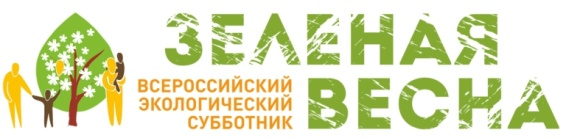 ЗЕЛЕНАЯ
ВСЕРОССИЙСКИЙ
ЭКОЛОГИЧЕСКИЙ
СУББОТНИК
ВЕСНА